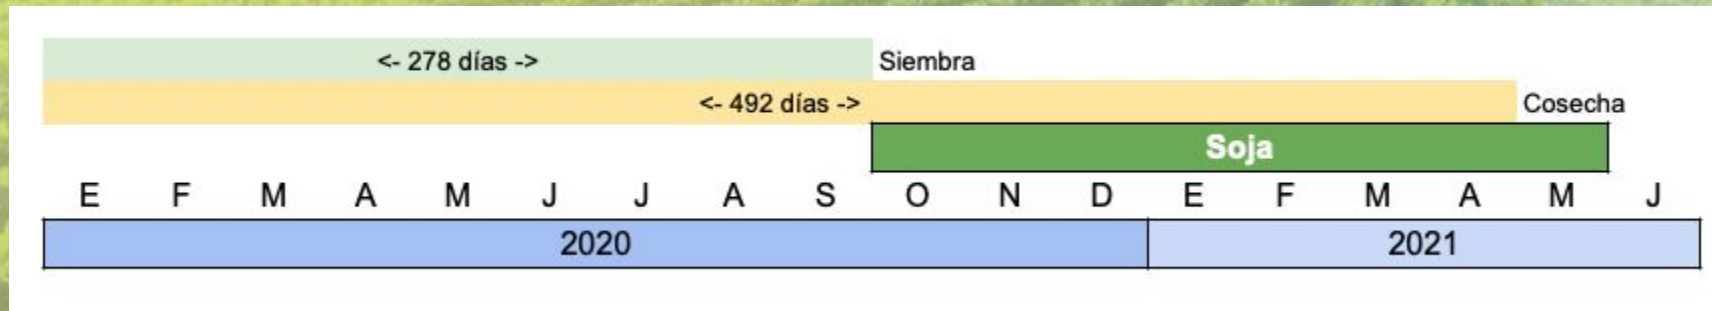 <- 278 días -> Siembra
<- 492 días -> Cosecha
Soja
E F M A M J J A S O N D E F M A M J
2020 2021